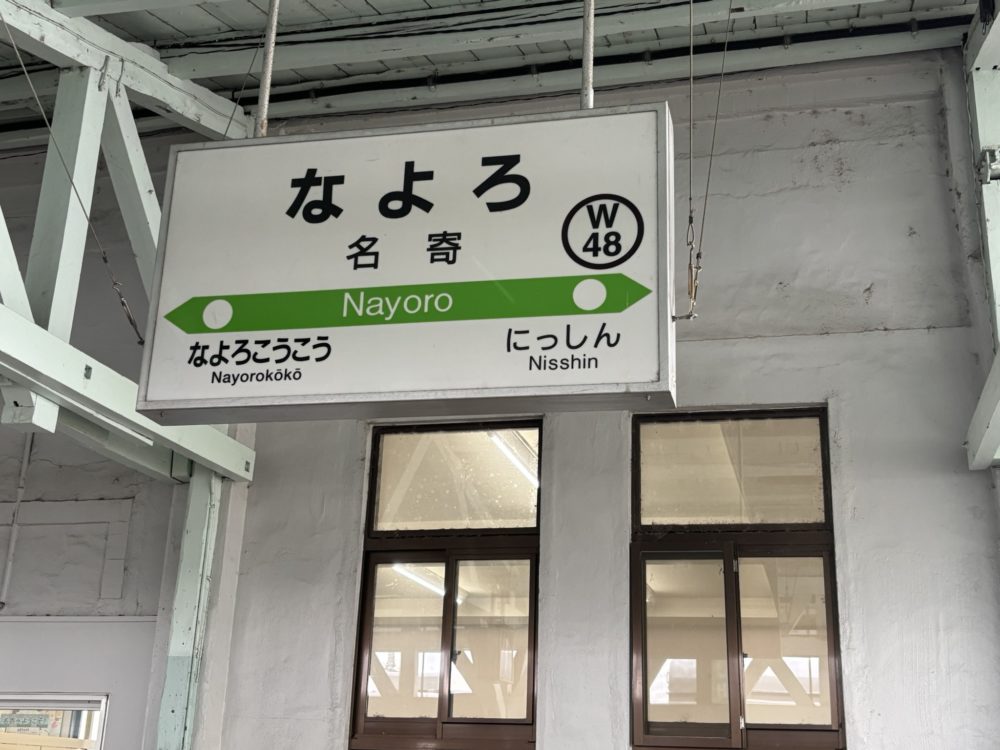 なよろ
名寄
W
48
Nayoro
なよろこうこう
Nayorokōkō
にっしん
Nisshin